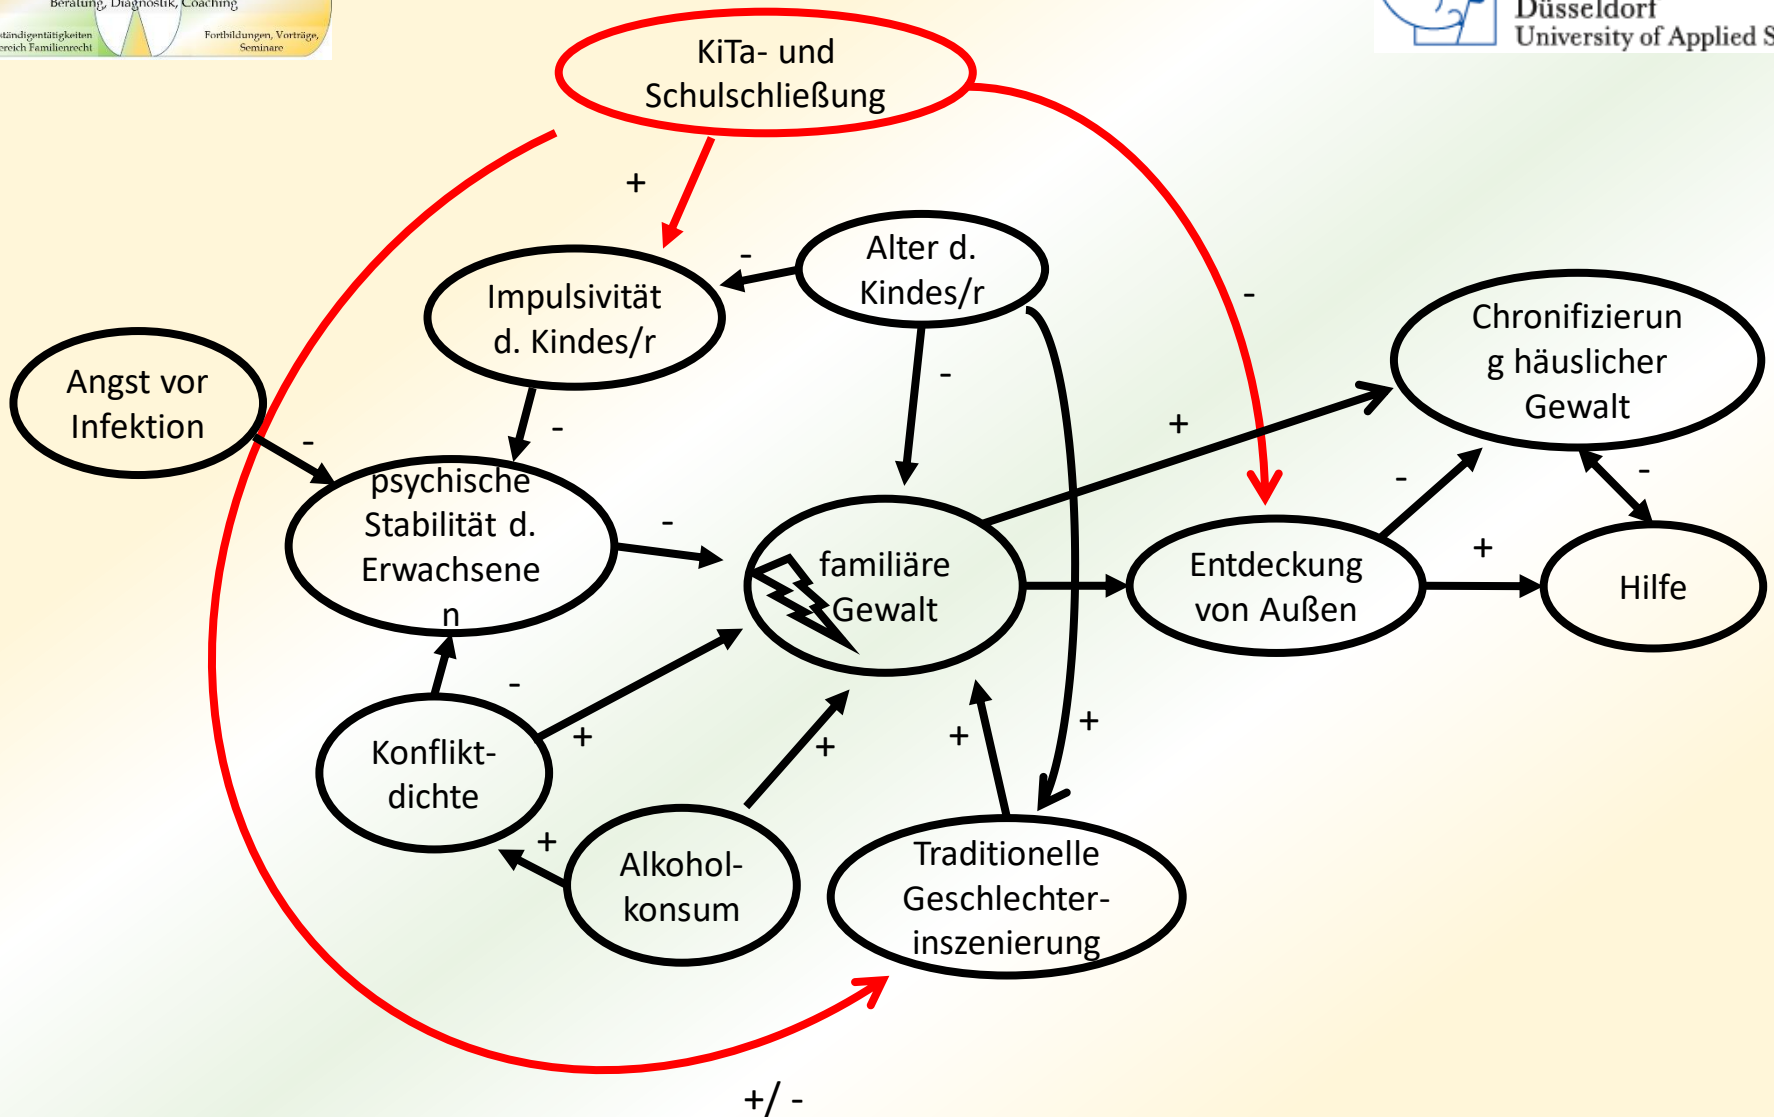 Beratung, Diagnostik, Coaching
Fortbildungen, Vorträge,
Seminare
Düsseldorf
University of Applied
KiTa- und
Schulschließung
+
-
Alter d.
Kindes/r
Impulsivität
d. Kindes/r
-
Chronifizierun
g häuslicher
Gewalt
Angst vor
Infektion
-
-
-
+
psychische
Stabilität d.
Erwachsene
n
-
-
-
familiäre
Gewalt
Entdeckung
von Außen
+
Hilfe
-
+
Konflikt-
dichte
+
+
+
+
Alkohol-
konsum
Traditionelle
Geschlechter-
inszenierung
+/ -